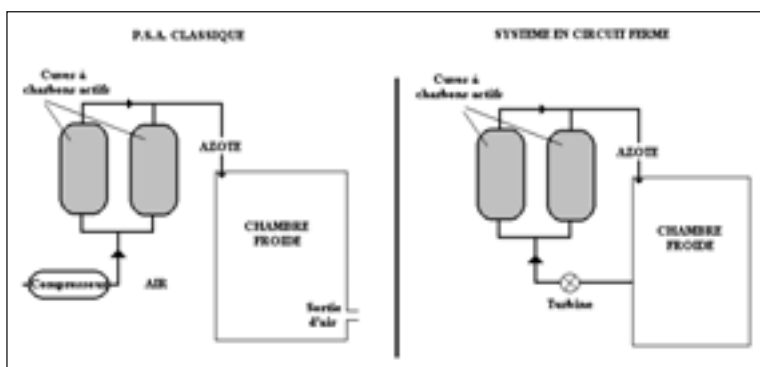 P.S.A. CLASSIQUE
Cuves à
charbons actifs
AZOTE
CHAMBRE
FROIDE
Compresseur
AIR
Sortie
d'air
SYSTEME EN CIRCUIT FERME
Cuves à
charbons actifs
AZOTE
CHAMBRE
FROIDE
Turbine